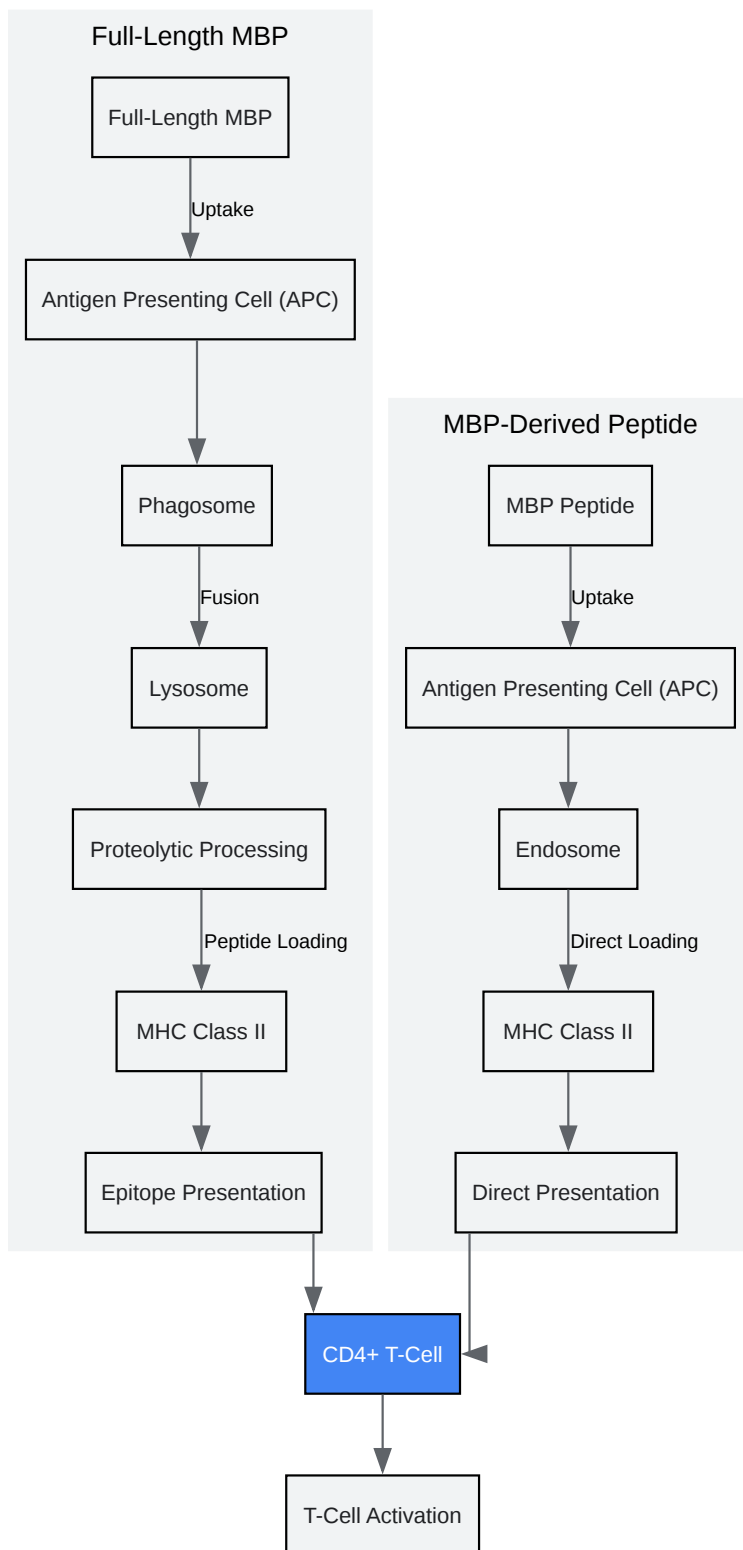 Full-Length MBP
Full-Length MBP
Uptake
Antigen Presenting Cell (APC)
Phagosome
Fusion
Lysosome
Proteolytic Processing
Peptide Loading
MHC Class II
Epitope Presentation
MBP-Derived Peptide
MBP Peptide
Uptake
Antigen Presenting Cell (APC)
Endosome
Direct Loading
MHC Class II
Direct Presentation
CD4+ T-Cell
T-Cell Activation